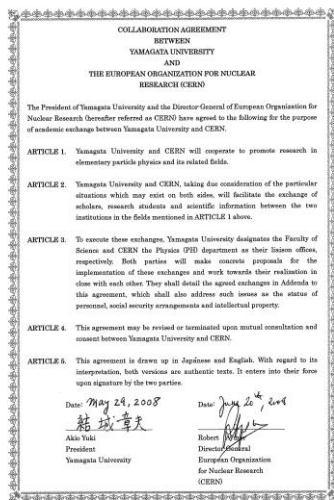 COLLABORATION AGREEMENT
BETWEEN
YAMAGATA UNIVERSITY
AND
THE EUROPEAN ORGANIZATION FOR NUCLEAR
RESEARCH (CERN)
The President of Yamagata University and the Director-General of European Organization for
Nuclear Research (hereafter referred as CERN) have agreed to the following for the purpose
of academic exchange between Yamagata University and CERN.
ARTICLE 1. Yamagata University and CERN will cooperate to promote research in
elementary particle physics and its related fields.
ARTICLE 2. Yamagata University and CERN, taking due consideration of the particular
situations which may exist on both sides, will facilitate the exchange of
scholars, research students and scientific information between the two
institutions in the fields mentioned in ARTICLE 1 above.
ARTICLE 3. To execute these exchanges, Yamagata University designates the Faculty of
Science and CERN the Physics (PH) department as their liaison offices,
respectively. Both parties will make concrete proposals for the
implementation of these exchanges and work towards their realization in
close with each other. They shall detail the agreed exchanges in Addenda to
this agreement, which shall also address such issues as the status of
personnel, social security arrangements and intellectual property.
ARTICLE 4. This agreement may be revised or terminated upon mutual consultation and
consent between Yamagata University and CERN.
ARTICLE 5. This agreement is drawn up in Japanese and English. With regard to its
interpretation, both versions are authentic texts. It enters into their force
upon signature by the two parties.
Date: May 29, 2008 Date: June 20th, 2008
結城章夫
Akio Yuki Robert
President Director General
Yamagata University European Organization
for Nuclear Research
(CERN)